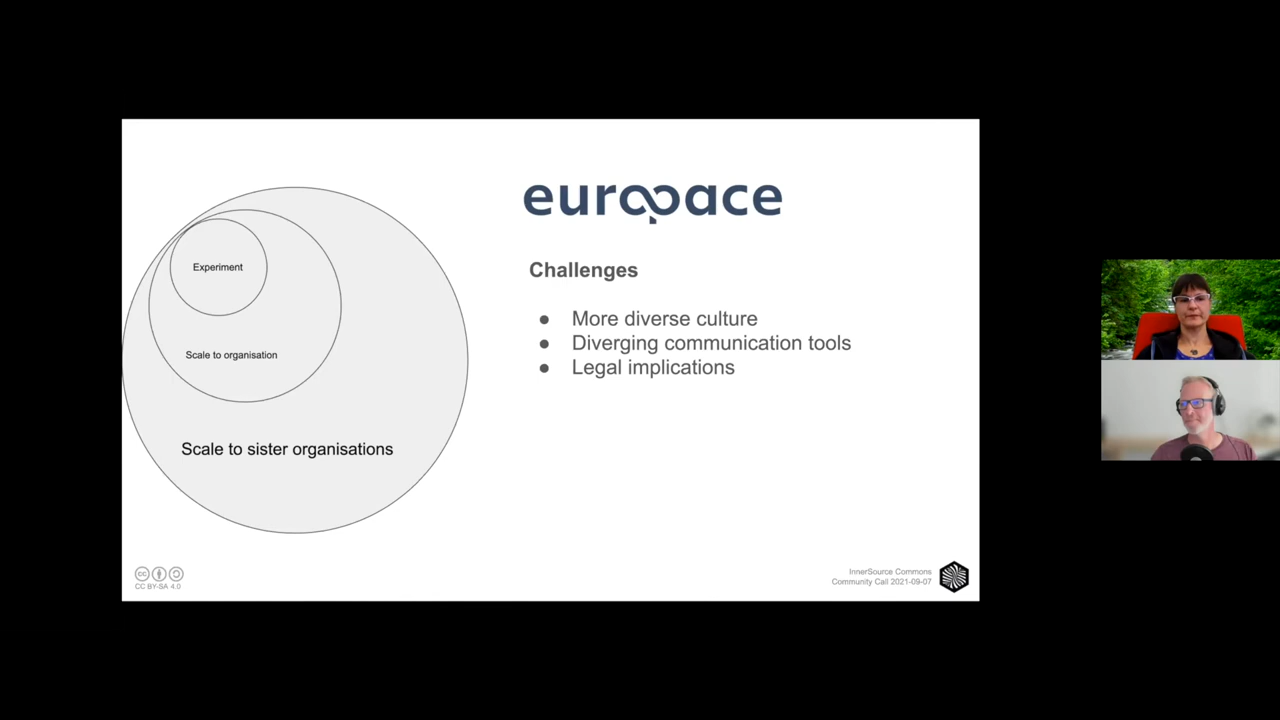 europace
Experiment
Scale to organisation
Scale to sister organisations
Challenges
● More diverse culture
● Diverging communication tools
● Legal implications
CC BY-SA 4.0
InnerSource Commons
Community Call 2021-09-07